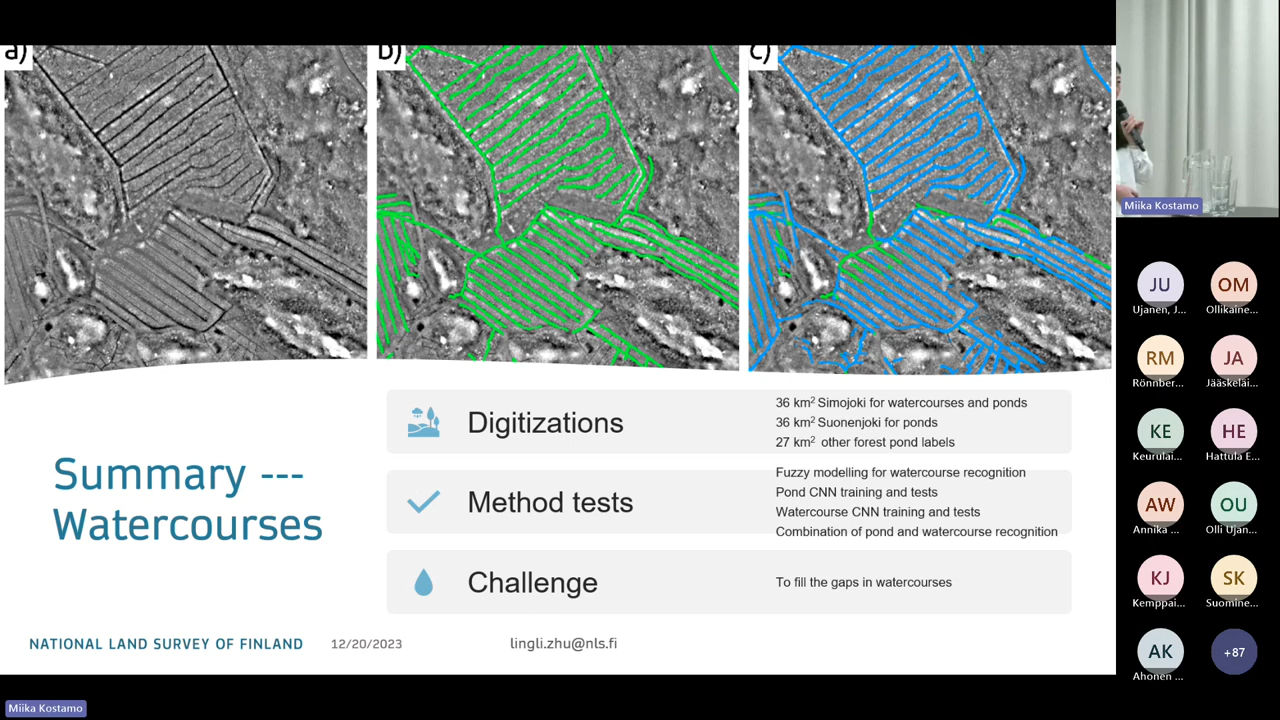 a)
b)
c)
Summary ---
Watercourses
Digitizations
36 km² Simojoki for watercourses and ponds
36 km² Suonenjoki for ponds
27 km² other forest pond labels
Method tests
Fuzzy modelling for watercourse recognition
Pond CNN training and tests
Watercourse CNN training and tests
Combination of pond and watercourse recognition
Challenge
To fill the gaps in watercourses
NATIONAL LAND SURVEY OF FINLAND
12/20/2023
lingli.zhu@nls.fi
Miika Kostamo
JU
Ujanen, J...
OM
Ollikaine...
RM
Rönnber...
JA
Jääskeläi...
KE
Keurulai...
HE
Hattula E...
AW
Annika ...
OU
Olli Ujan...
KJ
Kemppai...
SK
Suomine...
AK
Ahonen ...
+87
Miika Kostamo